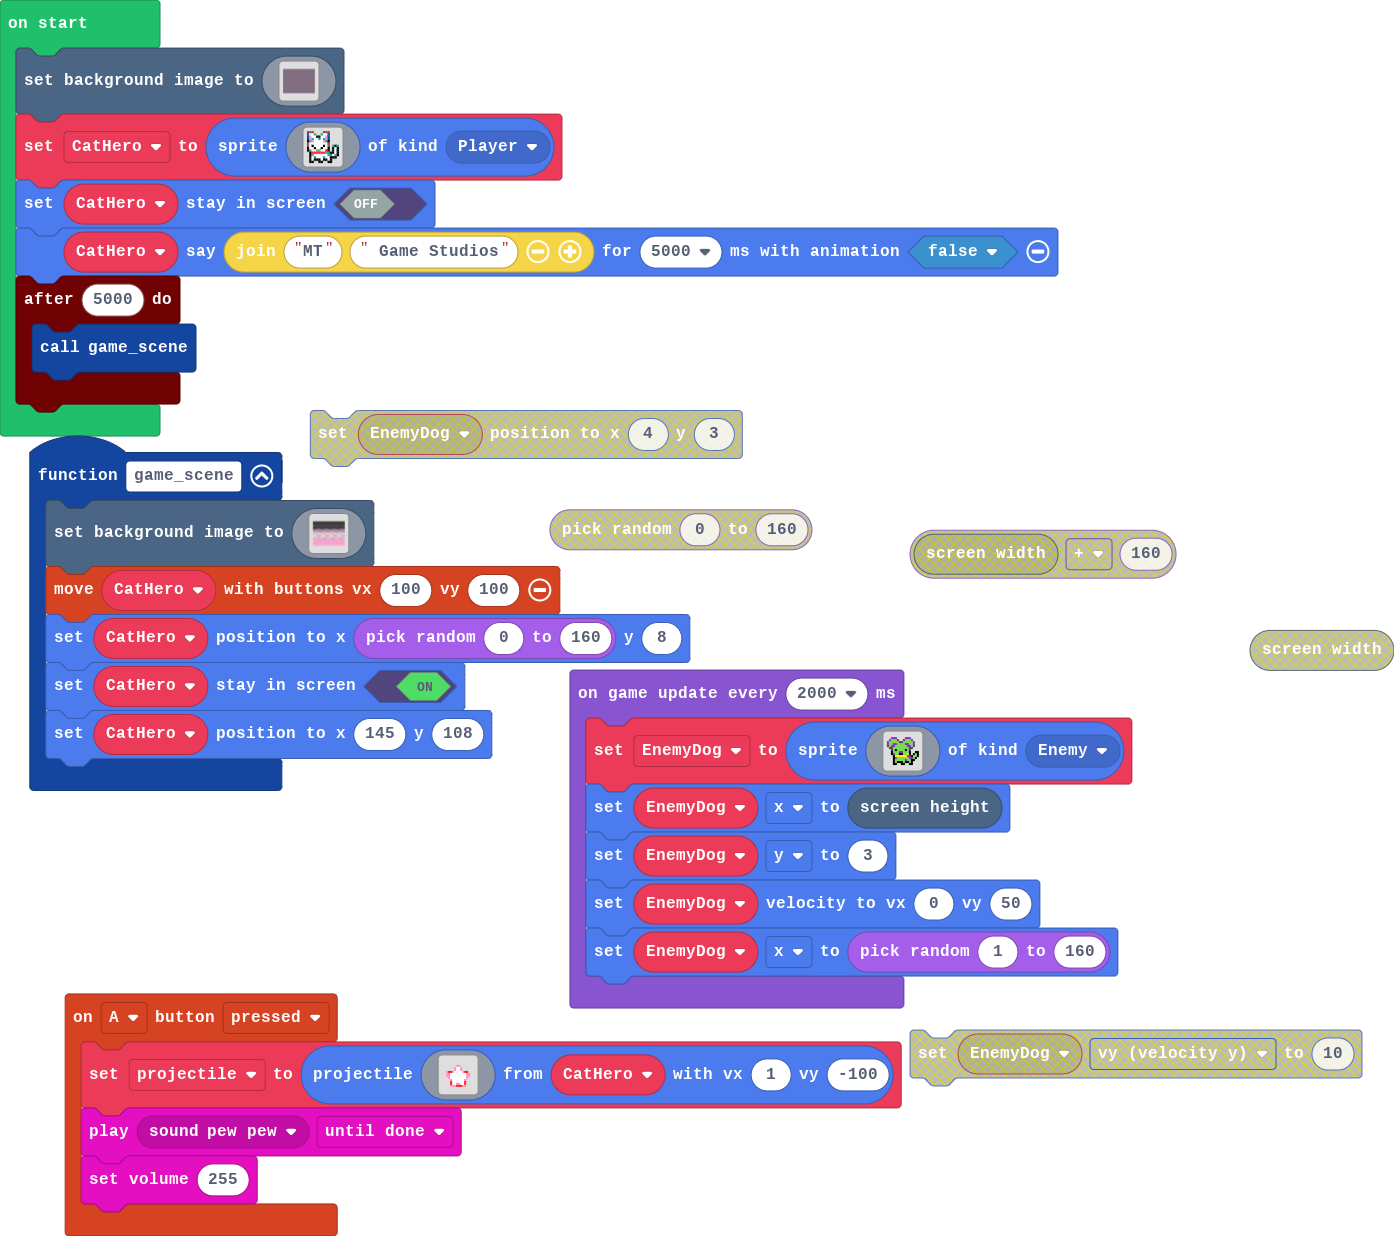 on start
set background image to
set CatHero to sprite of kind Player
set CatHero stay in screen OFF
CatHero say join "MT" " Game Studios" for 5000 ms with animation false
after 5000 do
call game_scene
set EnemyDog position to x 4 y 3
function game_scene
set background image to
pick random 0 to 160
screen width + 160
move CatHero with buttons vx 100 vy 100
set CatHero position to x pick random 0 to 160 y 8
screen width
set CatHero stay in screen ON
set CatHero position to x 145 y 108
on game update every 2000 ms
set EnemyDog to sprite of kind Enemy
set EnemyDog x to screen height
set EnemyDog y to 3
set EnemyDog velocity to vx 0 vy 50
set EnemyDog x to pick random 1 to 160
on A button pressed
set projectile to projectile from CatHero with vx 1 vy -100
play sound pew pew until done
set volume 255
set EnemyDog vy (velocity y) to 10